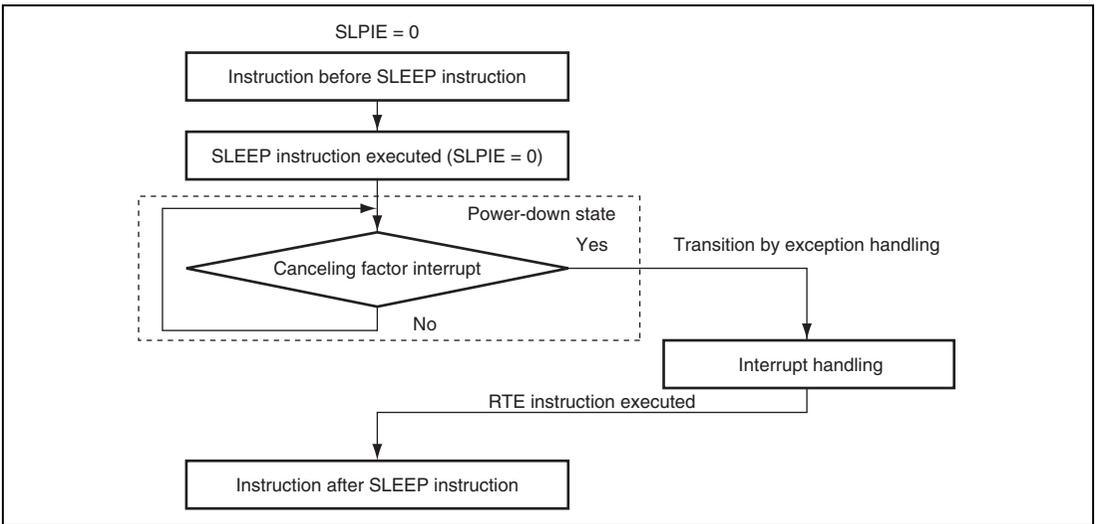 SLPIE = 0
Instruction before SLEEP instruction
SLEEP instruction executed (SLPIE = 0)
Power-down state
Yes
Transition by exception handling
Canceling factor interrupt
No
Interrupt handling
RTE instruction executed
Instruction after SLEEP instruction